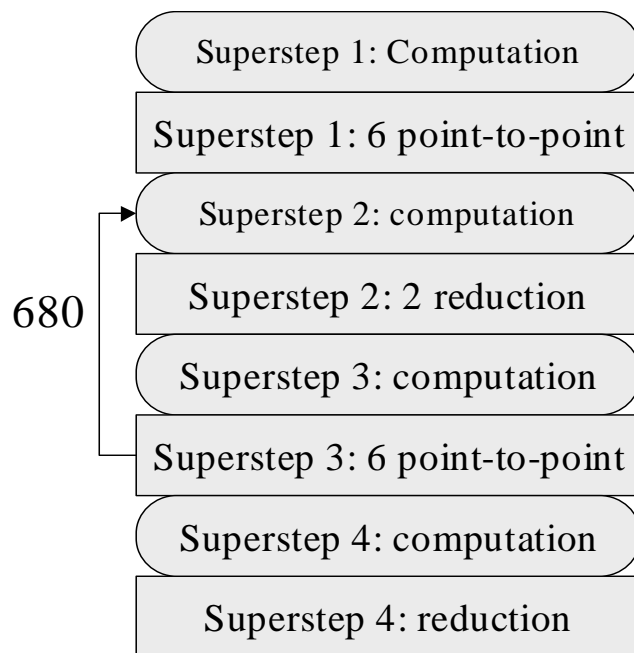 Superstep 1: Computation
Superstep 1: 6 point-to-point
Superstep 2: computation
680
Superstep 2: 2 reduction
Superstep 3: computation
Superstep 3: 6 point-to-point
Superstep 4: computation
Superstep 4: reduction